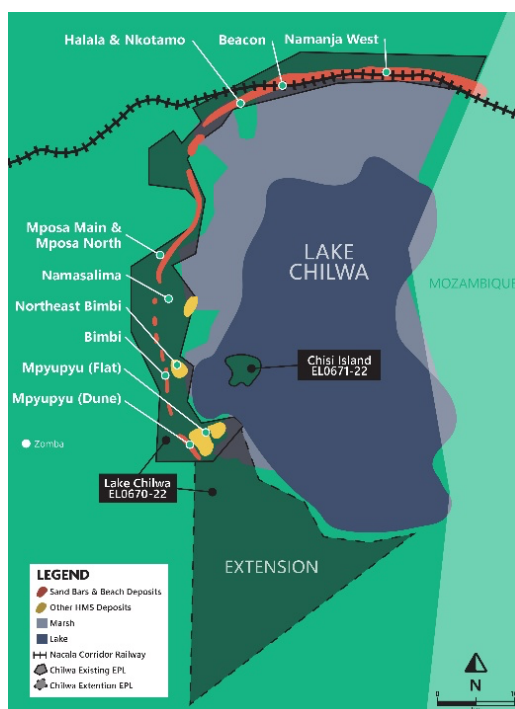 Halala & Nkotamo
Beacon
Namanja West
Mposa Main &
Mposa North
LAKE
CHILWA
MOZAMBIQUE
Namasalima
Northeast Bimbi
Bimbi
Chisi Island
EL0671-22
Mpyupyu (Flat)
Mpyupyu (Dune)
Zomba
Lake Chilwa
EL0670-22
EXTENSION
LEGEND
Sand Bars & Beach Deposits
Other HMS Deposits
Marsh
Lake
Nacala Corridor Railway
Chilwa Existing EPL
Chilwa Extention EPL
N
0